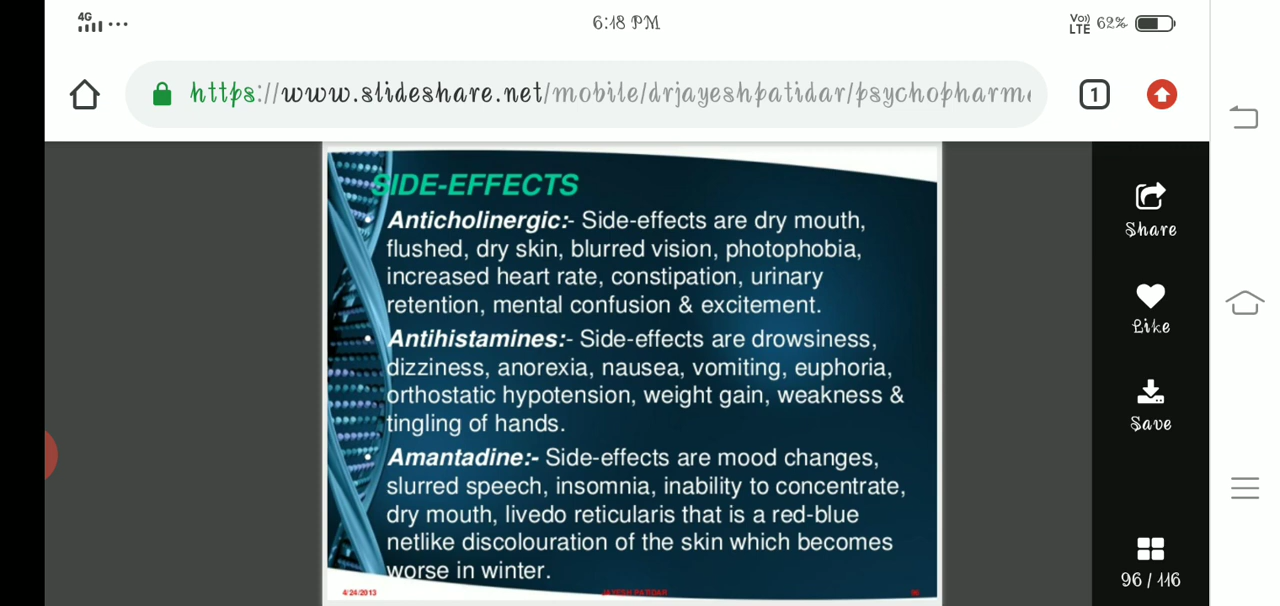 4G
6:18 PM
Vo)) LTE 62%
https://www.slideshare.net/mobile/drjayeshpatidar/psychopharm
1
SIDE-EFFECTS
• Anticholinergic:- Side-effects are dry mouth,
flushed, dry skin, blurred vision, photophobia,
increased heart rate, constipation, urinary
retention, mental confusion & excitement.
• Antihistamines:- Side-effects are drowsiness,
dizziness, anorexia, nausea, vomiting, euphoria,
orthostatic hypotension, weight gain, weakness &
tingling of hands.
• Amantadine:- Side-effects are mood changes,
slurred speech, insomnia, inability to concentrate,
dry mouth, livedo reticularis that is a red-blue
netlike discolouration of the skin which becomes
worse in winter.
4/24/2013
JAYESH PATIDAR
96
Share
Like
Save
96 / 116